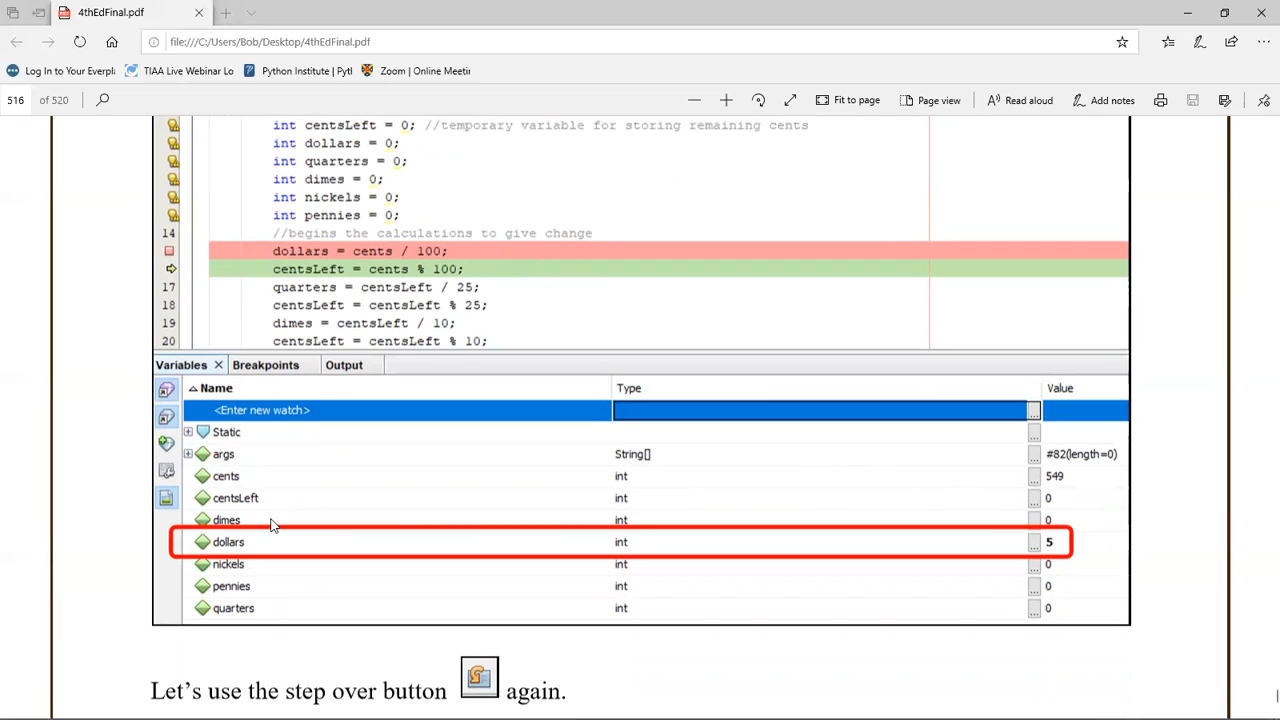 4thEdFinal.pdf
file:///C:/Users/Bob/Desktop/4thEdFinal.pdf
Log In to Your Everpla TIAA Live Webinar Lo Python Institute | Pytl Zoom | Online Meetin
516 of 520 Fit to page Page view Read aloud Add notes
int centsLeft = 0; //temporary variable for storing remaining cents
int dollars = 0;
int quarters = 0;
int dimes = 0;
int nickels = 0;
int pennies = 0;
14 //begins the calculations to give change
dollars = cents / 100;
centsLeft = cents % 100;
17 quarters = centsLeft / 25;
18 centsLeft = centsLeft % 25;
19 dimes = centsLeft / 10;
20 centsLeft = centsLeft % 10;
Variables Breakpoints Output
Name Type Value
<Enter new watch> ...
Static ...
args String[] ... #82(length=0)
cents int ... 549
centsLeft int ... 0
dimes int ... 0
dollars int ... 5
nickels int ... 0
pennies int ... 0
quarters int ... 0
Let's use the step over button again.